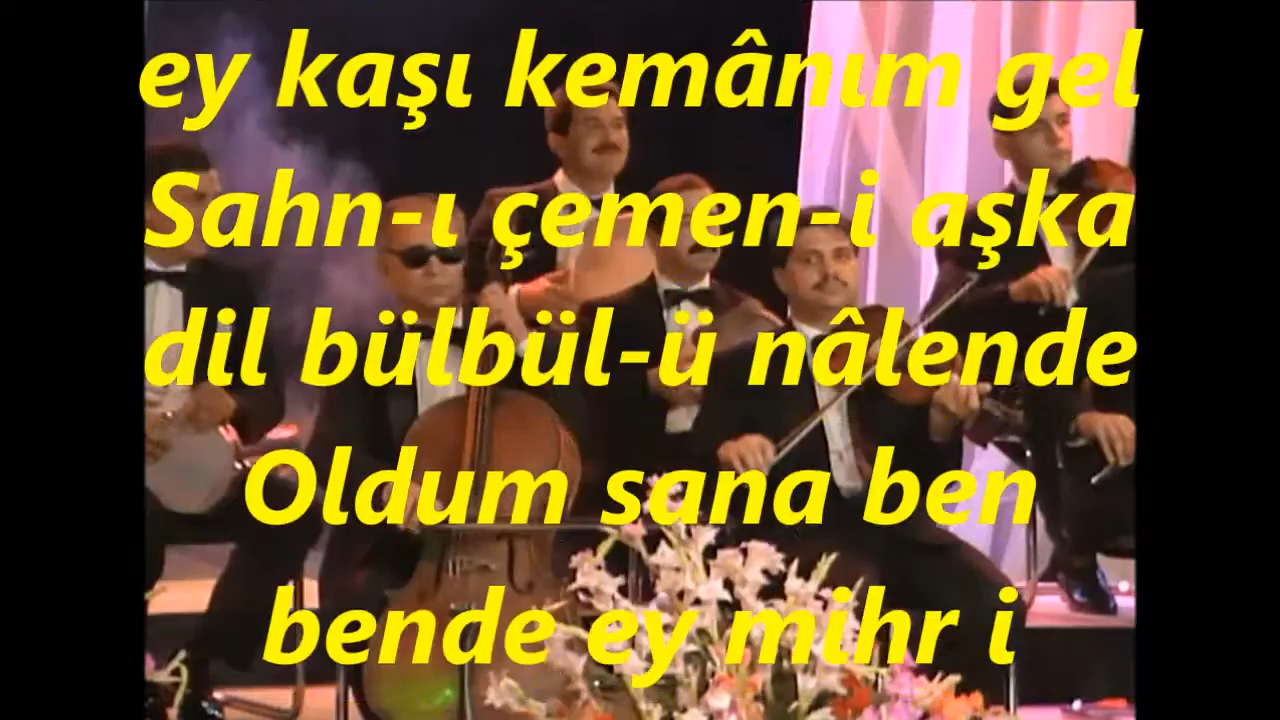 ey kaşı kemânım gel
Sahn-ı çemen-i aşka
dil bülbül-ü nâlende
Oldum sana ben
bende ey mihr i